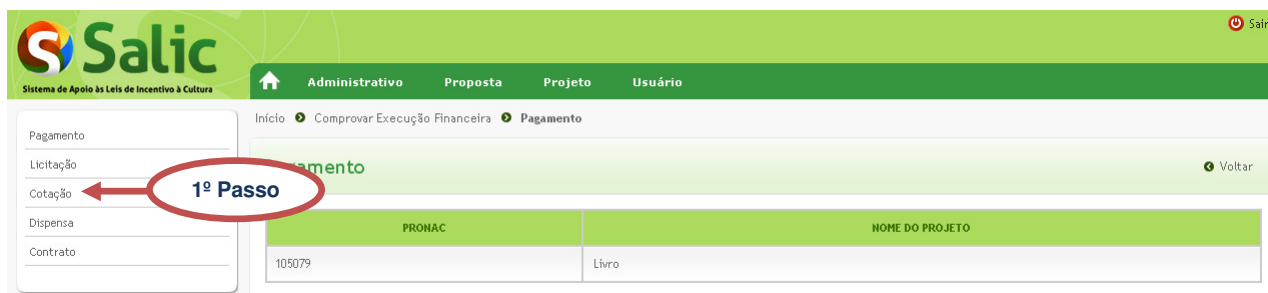 Salic
Sistema de Apoio às Leis de Incentivo à Cultura
Sair
Administrativo Proposta Projeto Usuário
Início Comprovar Execução Financeira Pagamento
Pagamento
Licitação
Cotação
Dispensa
Contrato
1º Passo
amento
Voltar
PRONAC NOME DO PROJETO
105079 Livro